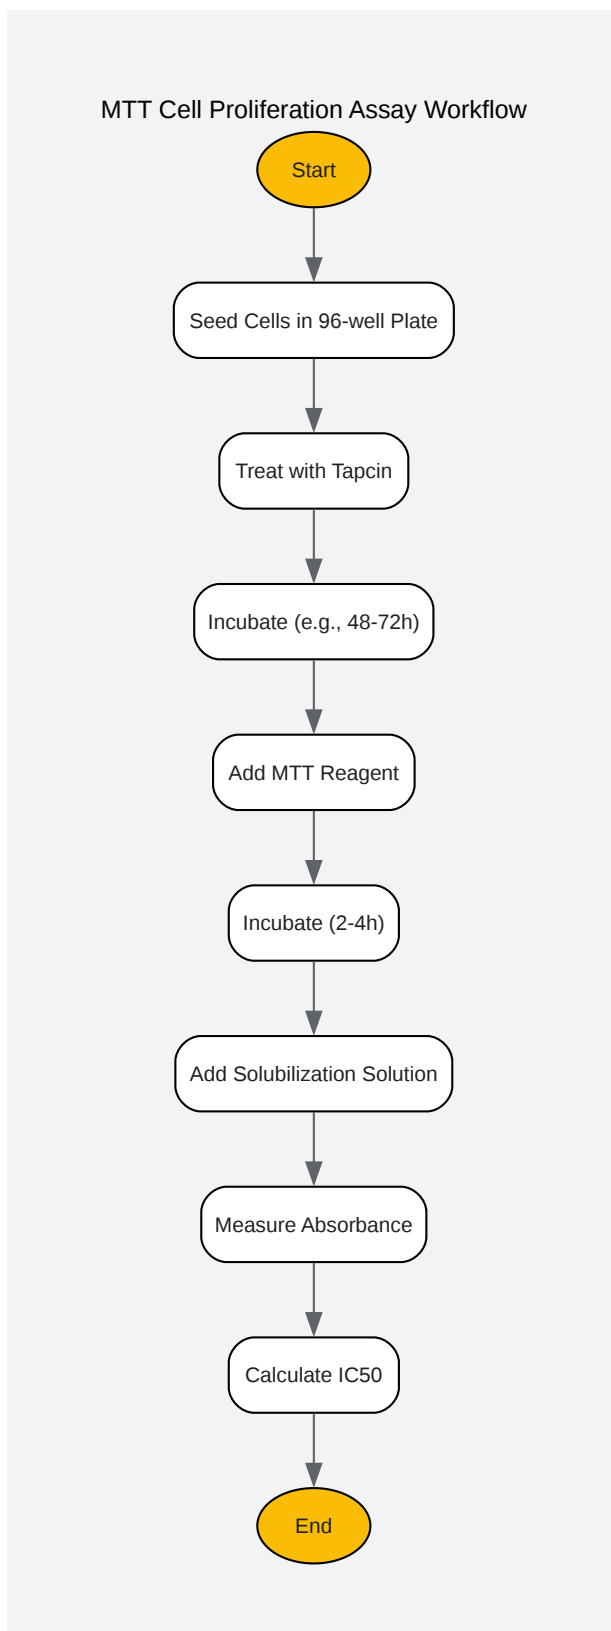 MTT Cell Proliferation Assay Workflow
Start
Seed Cells in 96-well Plate
Treat with Tapcin
Incubate (e.g., 48-72h)
Add MTT Reagent
Incubate (2-4h)
Add Solubilization Solution
Measure Absorbance
Calculate IC50
End